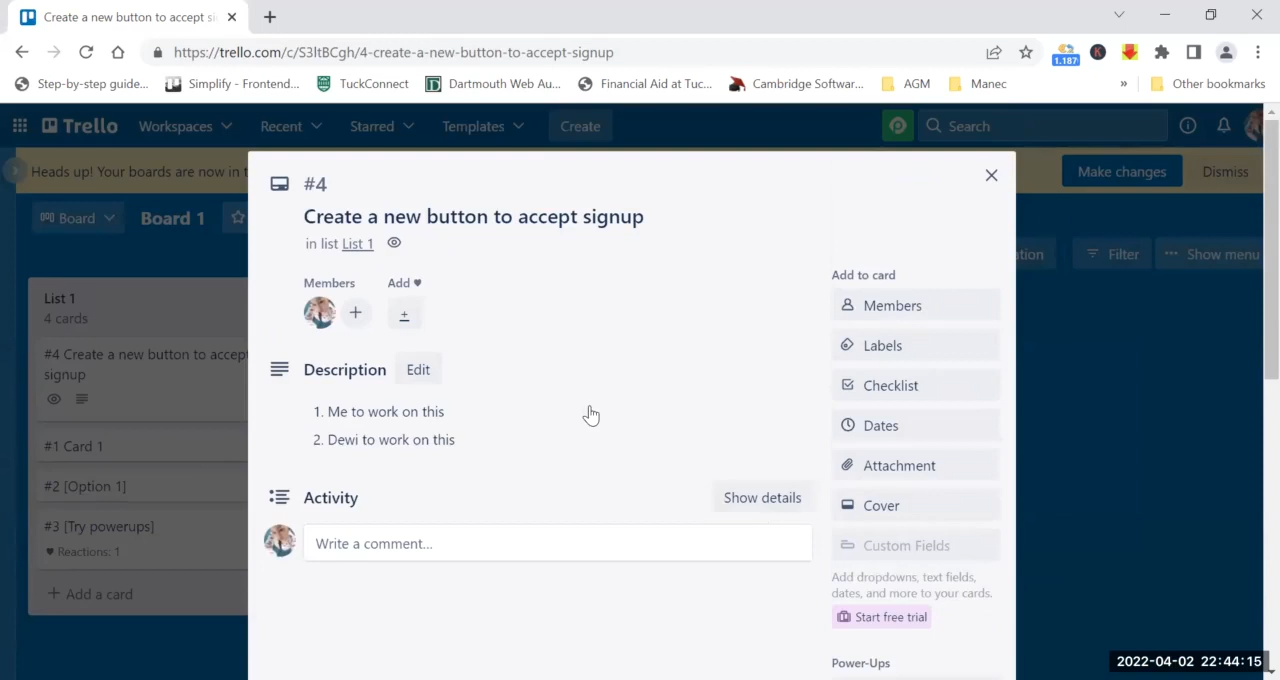 Create a new button to accept si
https://trello.com/c/S3ltBCgh/4-create-a-new-button-to-accept-signup
1.187
K
Step-by-step guide...
Simplify - Frontend...
TuckConnect
D
Dartmouth Web Au...
Financial Aid at Tuc...
Cambridge Softwar...
AGM
Manec
»
Other bookmarks
Trello
Workspaces
Recent
Starred
Templates
Create
Search
Heads up! Your boards are now in t
Make changes
Dismiss
Board
Board 1
Filter
Show menu
List 1
4 cards
#4 Create a new button to accept
signup
#1 Card 1
#2 [Option 1]
#3 [Try powerups]
♥ Reactions: 1
+ Add a card
#4
Create a new button to accept signup
in list List 1
Members
Add ♥
+
±
Description
Edit
1. Me to work on this
2. Dewi to work on this
Activity
Show details
Write a comment...
Add to card
Members
Labels
Checklist
Dates
Attachment
Cover
Custom Fields
Add dropdowns, text fields,
dates, and more to your cards.
Start free trial
Power-Ups
2022-04-02 22:44:15